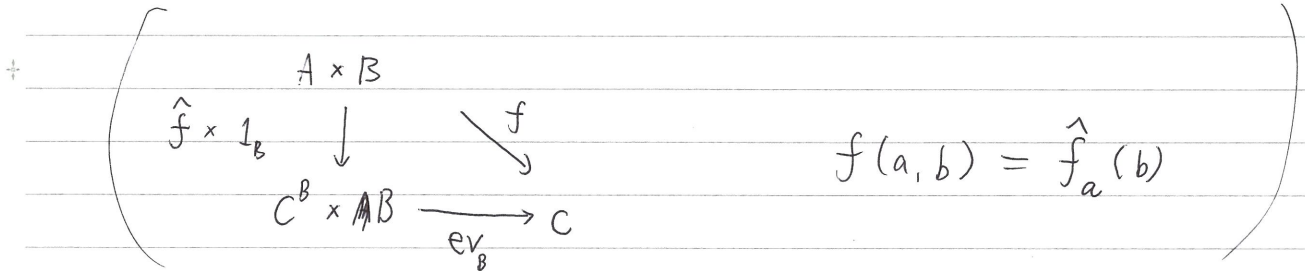 A × B
f̂ × 1_B ↓ ↘ f
C^B × B → C
ev_B
f(a, b) = f̂_a(b)